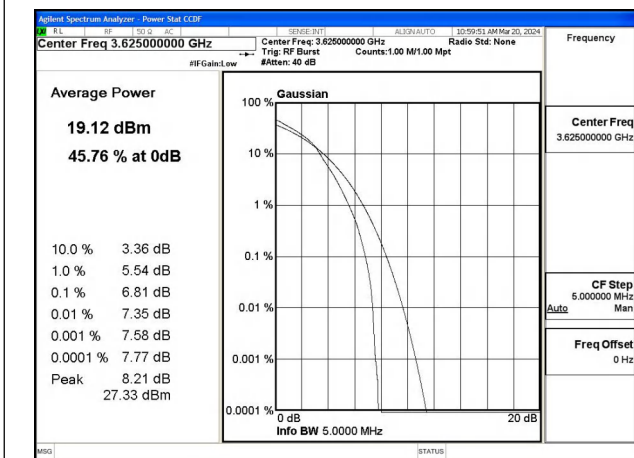 Agilent Spectrum Analyzer - Power Stat CCDF
RL RF 50 Ω AC SENSE:INT ALIGNAUTO 10:59:51 AM Mar 20, 2024
Center Freq 3.625000000 GHz
Center Freq: 3.625000000 GHz Radio Std: None
Trig: RF Burst Counts:1.00 M/1.00 Mpt
#IFGain:Low #Atten: 40 dB
Frequency
Average Power
19.12 dBm
45.76 % at 0dB
10.0 % 3.36 dB
1.0 % 5.54 dB
0.1 % 6.81 dB
0.01 % 7.35 dB
0.001 % 7.58 dB
0.0001 % 7.77 dB
Peak 8.21 dB
27.33 dBm
Gaussian
100 %
10 %
1 %
0.1 %
0.01 %
0.001 %
0.0001 %
0 dB 20 dB
Info BW 5.0000 MHz
Center Freq
3.625000000 GHz
CF Step
5.000000 MHz
Auto Man
Freq Offset
0 Hz
MSG STATUS